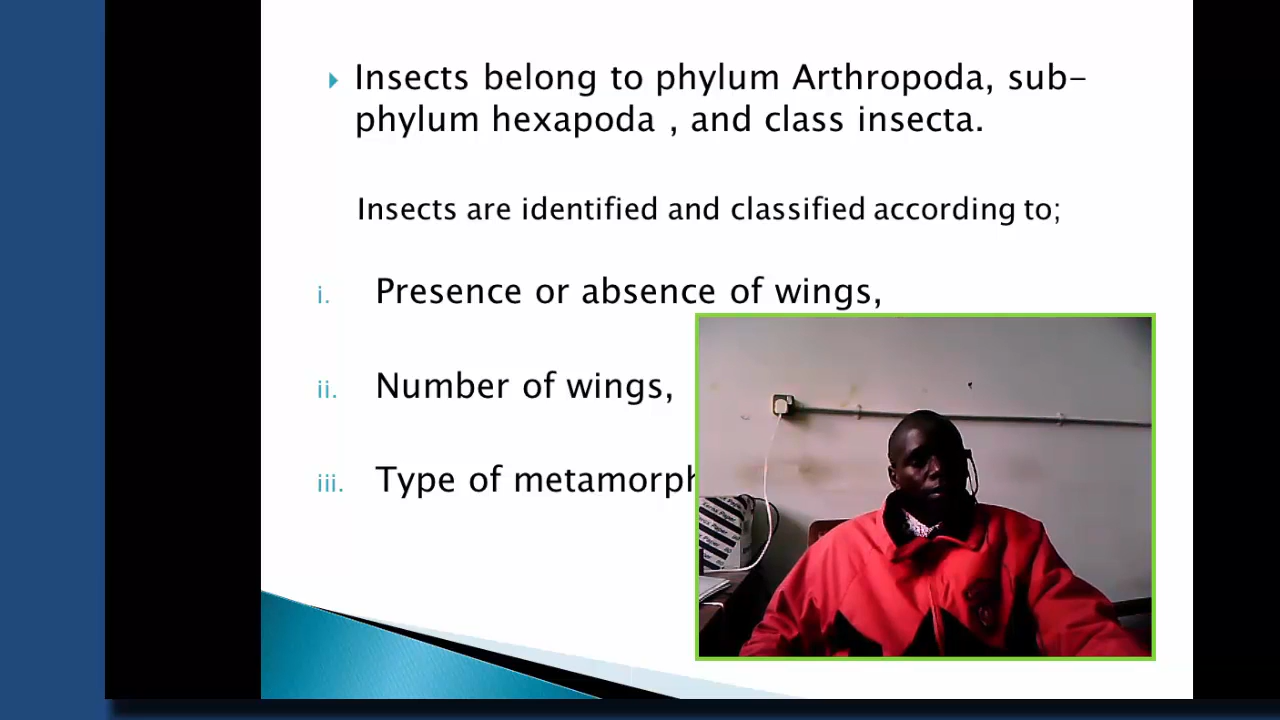 Insects belong to phylum Arthropoda, sub-
phylum hexapoda , and class insecta.
Insects are identified and classified according to;
i. Presence or absence of wings,
ii. Number of wings,
iii. Type of metamorph